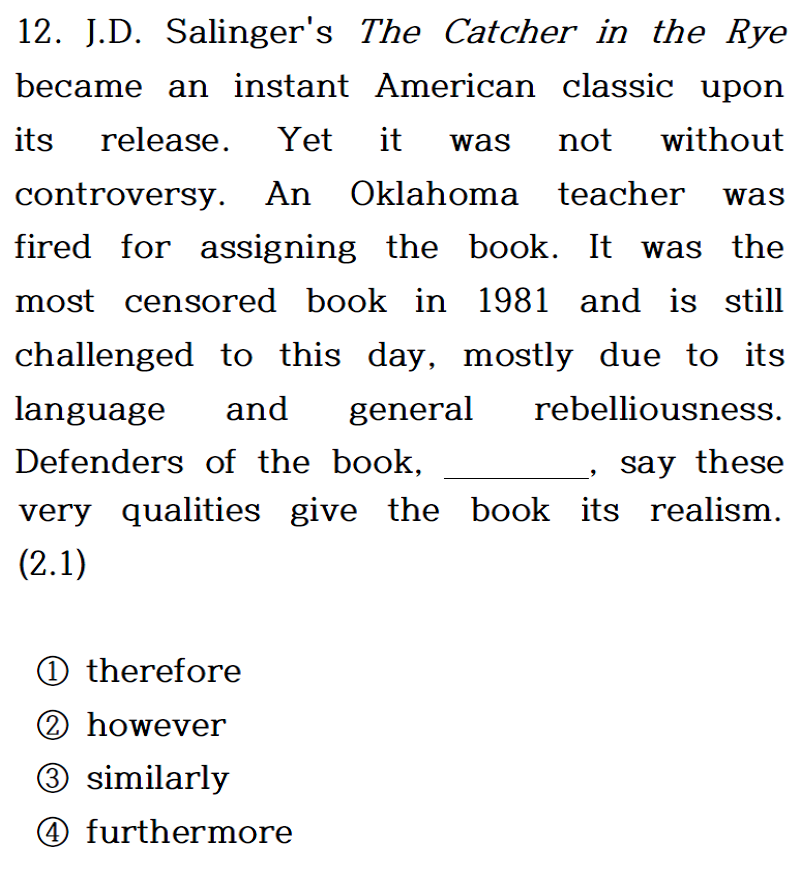 12. J.D. Salinger's The Catcher in the Rye
became an instant American classic upon
its release. Yet it was not without
controversy. An Oklahoma teacher was
fired for assigning the book. It was the
most censored book in 1981 and is still
challenged to this day, mostly due to its
language and general rebelliousness.
Defenders of the book, ________, say these
very qualities give the book its realism.
(2.1)
① therefore
② however
③ similarly
④ furthermore